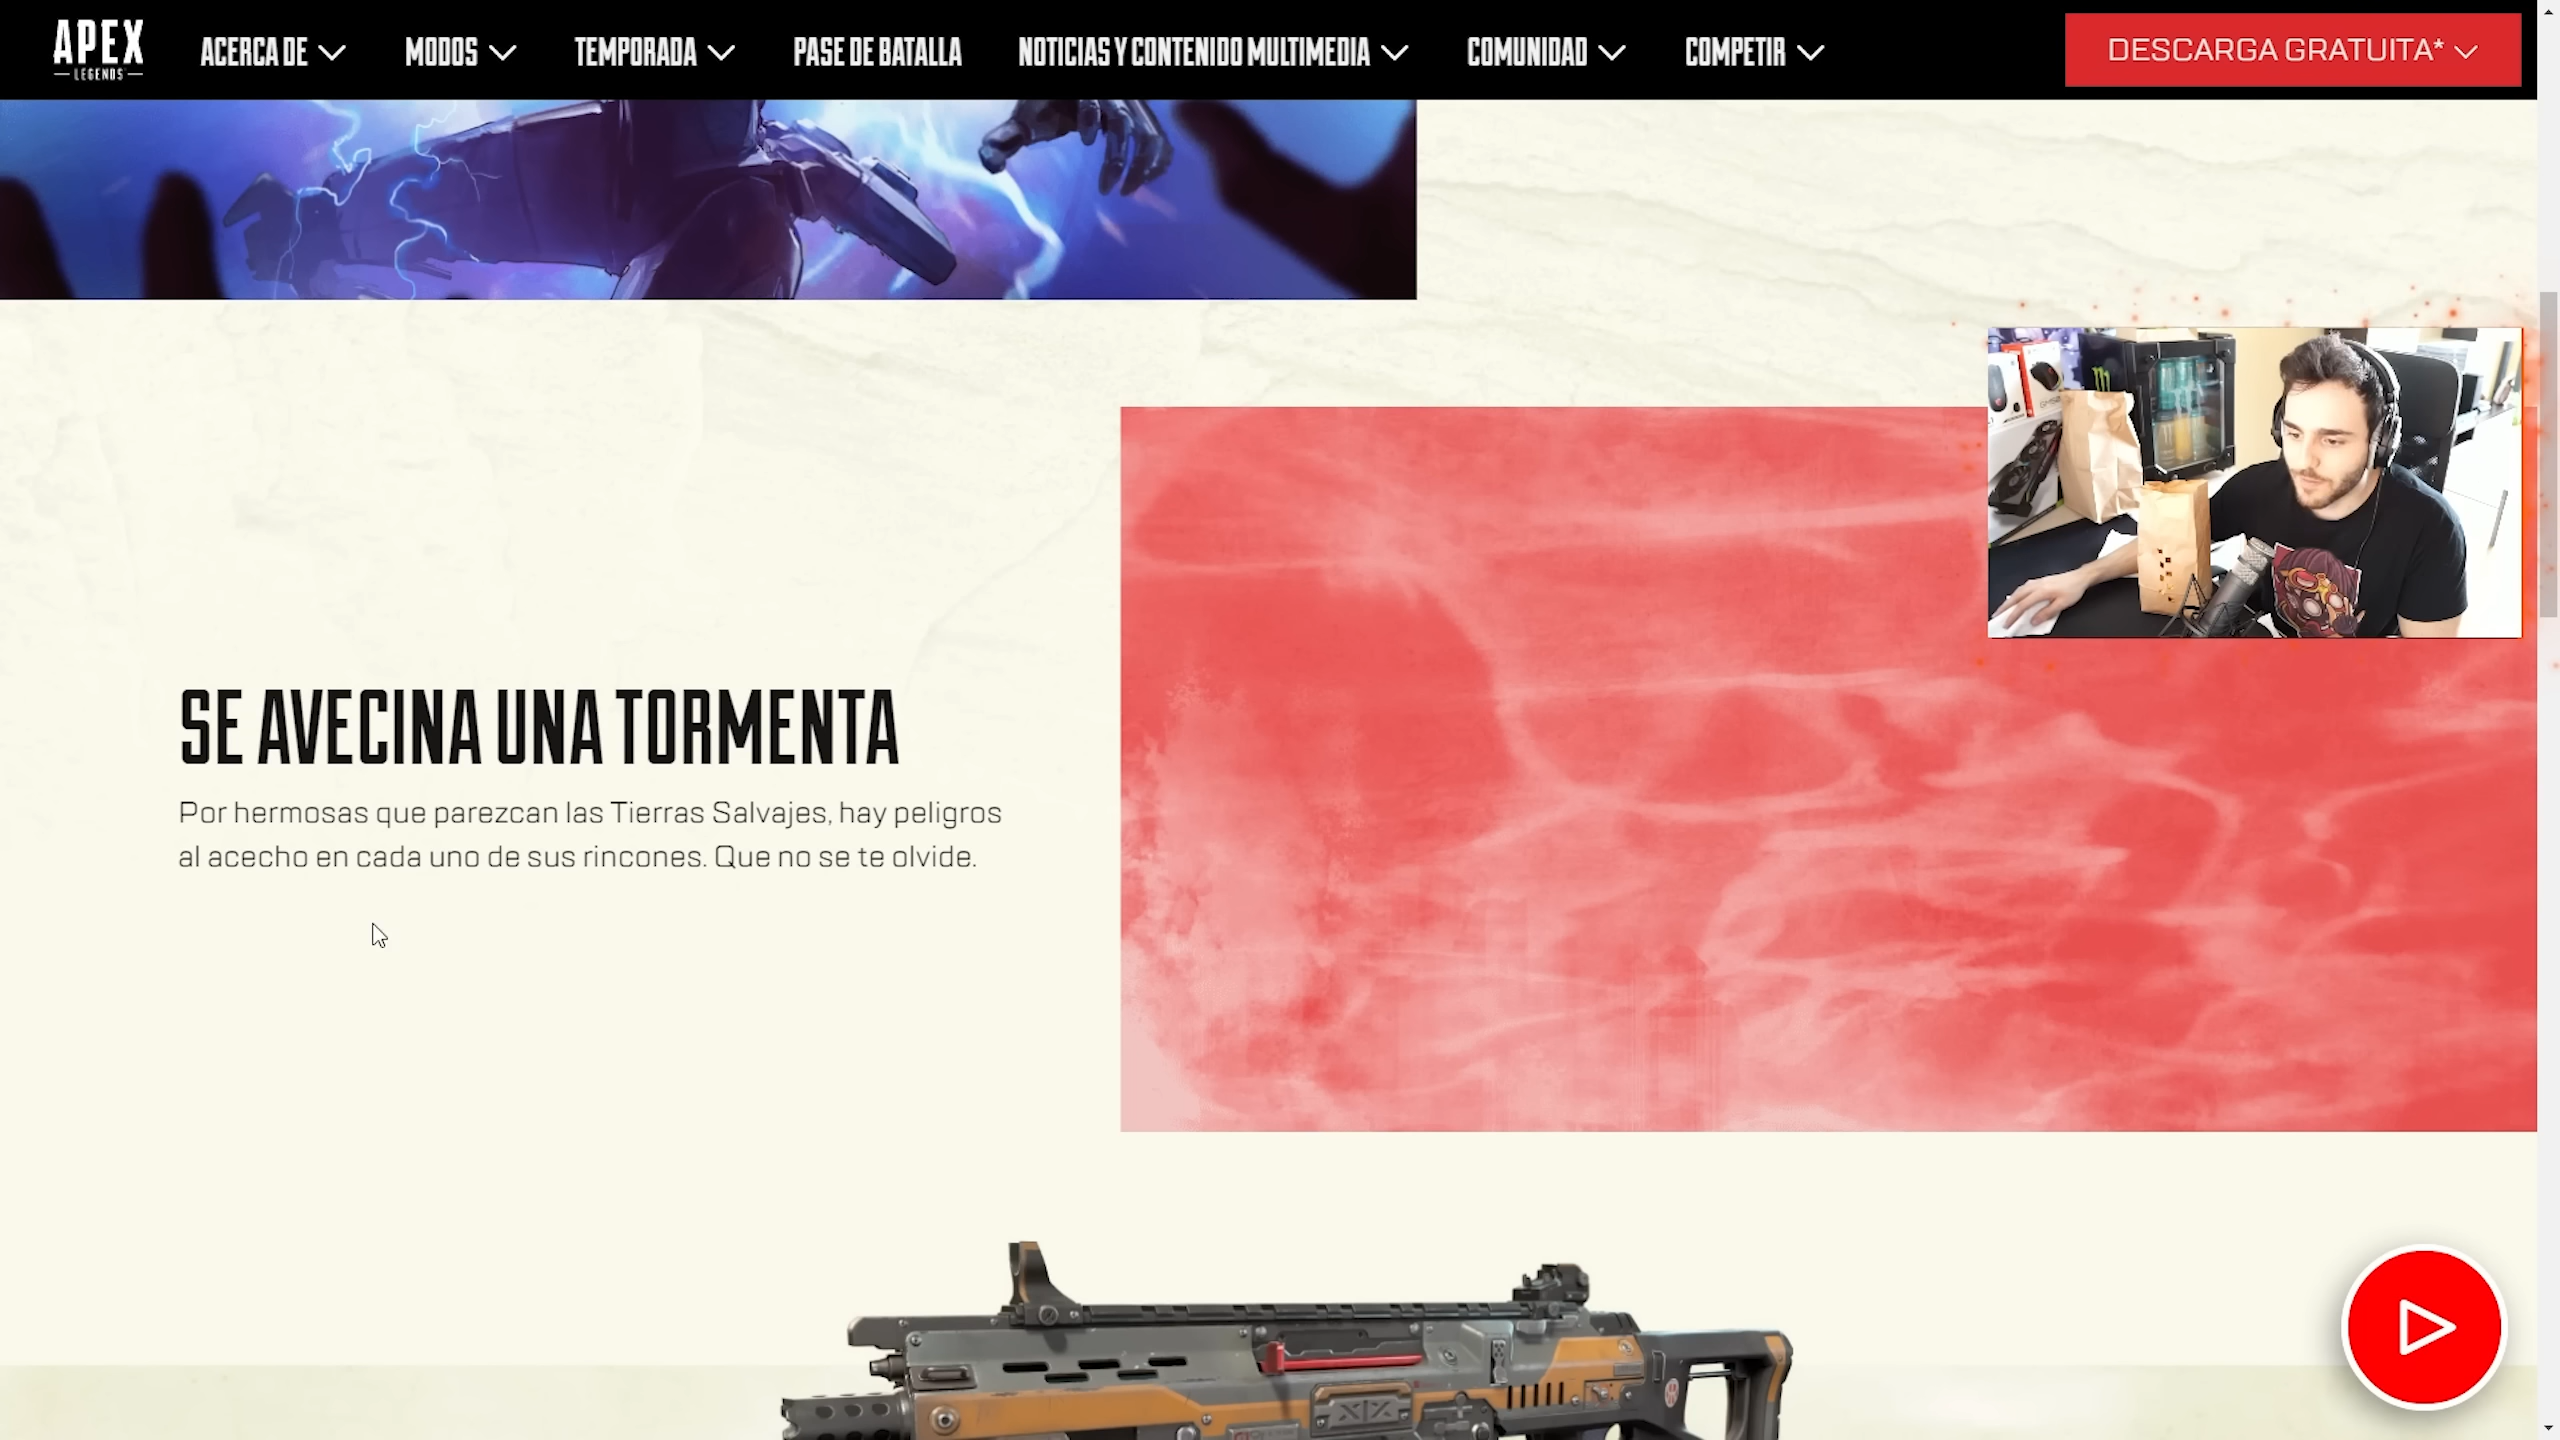 APEX
LEGENDS
ACERCA DE
MODOS
TEMPORADA
PASE DE BATALLA
NOTICIAS Y CONTENIDO MULTIMEDIA
COMUNIDAD
COMPETIR
DESCARGA GRATUITA*
SE AVECINA UNA TORMENTA
Por hermosas que parezcan las Tierras Salvajes, hay peligros
al acecho en cada uno de sus rincones. Que no se te olvide.